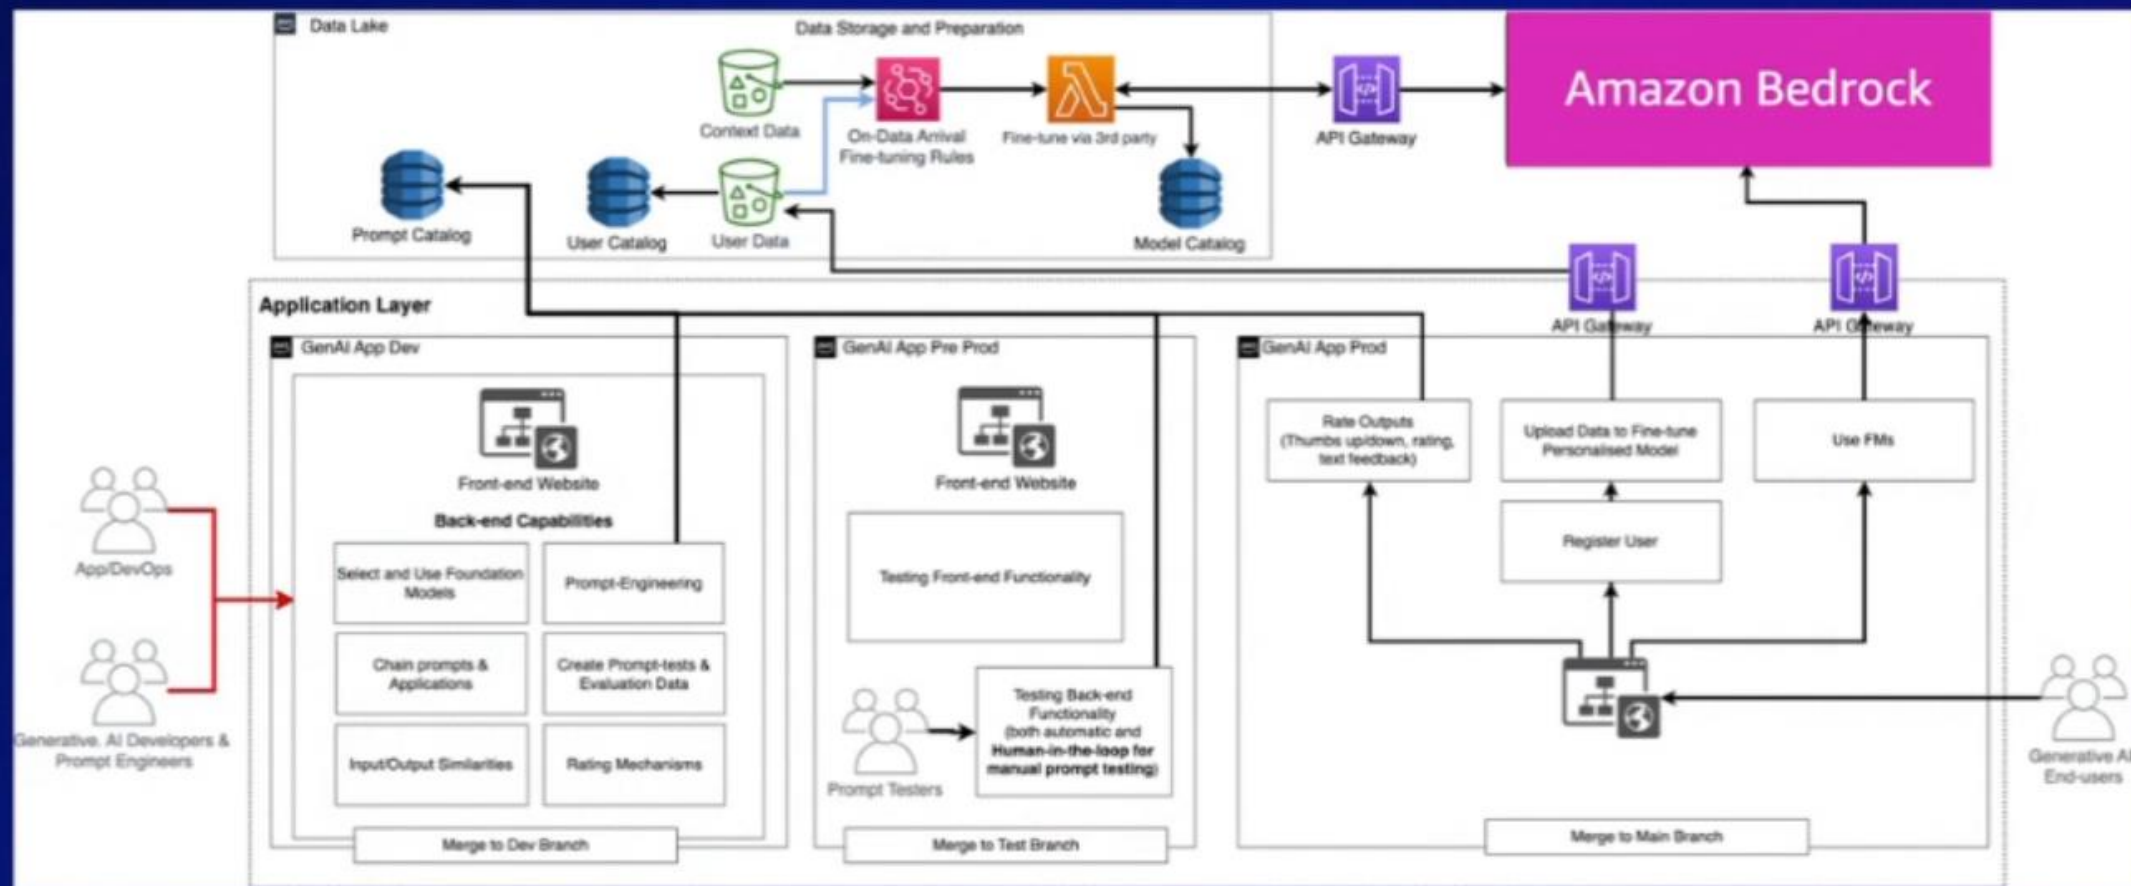 Data Lake
Data Storage and Preparation
Amazon Bedrock
Context Data
On-Data Arrival
Fine-tuning Rules
Fine-tune via 3rd party
API Gateway
Prompt Catalog
User Catalog
User Data
Model Catalog
Application Layer
API Gateway
API Gateway
GenAI App Dev
GenAI App Pre Prod
GenAI App Prod
Front-end Website
Back-end Capabilities
Select and Use Foundation
Models
Prompt-Engineering
Chain prompts &
Applications
Create Prompt-tests &
Evaluation Data
Input/Output Similarities
Rating Mechanisms
Merge to Dev Branch
App/DevOps
Generative. AI Developers &
Prompt Engineers
Front-end Website
Testing Front-end Functionality
Testing Back-end
Functionality
(both automatic and
Human-in-the-loop for
manual prompt testing)
Prompt Testers
Merge to Test Branch
Rate Outputs
(Thumbs up/down, rating,
text feedback)
Upload Data to Fine-tune
Personalised Model
Use FMs
Register User
Merge to Main Branch
Generative AI
End-users